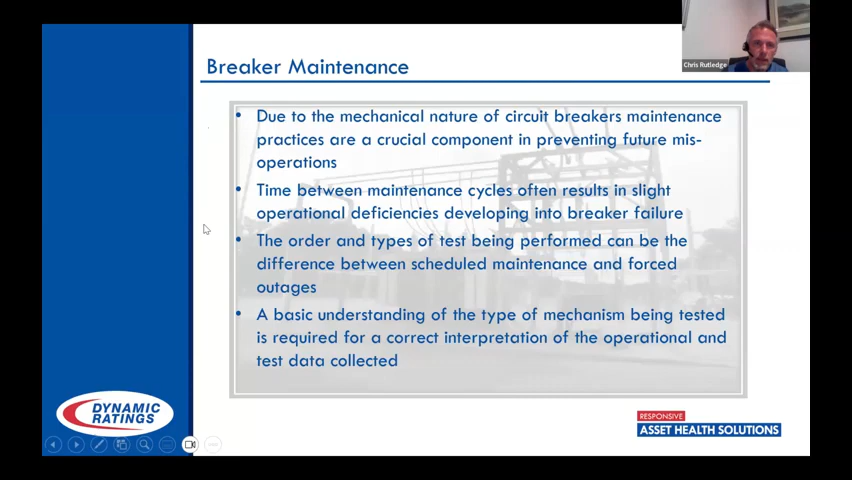 Chris Rutledge
Breaker Maintenance
• Due to the mechanical nature of circuit breakers maintenance
practices are a crucial component in preventing future mis-
operations
• Time between maintenance cycles often results in slight
operational deficiencies developing into breaker failure
• The order and types of test being performed can be the
difference between scheduled maintenance and forced
outages
• A basic understanding of the type of mechanism being tested
is required for a correct interpretation of the operational and
test data collected
DYNAMIC
RATINGS
RESPONSIVE
ASSET HEALTH SOLUTIONS